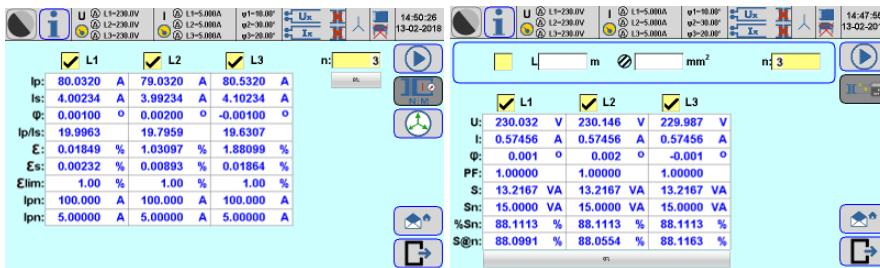 U L1=230.0V I L1=5.000A φ1=10.00° Ux 14:50:26
L2=230.0V L2=5.000A φ2=30.00° 13-02-2018
L3=230.0V L3=5.000A φ3=20.00° Ix
L1 L2 L3 n: 3
Ip: 80.0320 A 79.0320 A 80.5320 A
Is: 4.00234 A 3.99234 A 4.10234 A
N/M
φ: 0.00100 o 0.00200 o -0.00100 o
Ip/Is: 19.9963 19.7959 19.6307
Ɛ: 0.01849 % 1.03097 % 1.88099 %
Ɛs: 0.00232 % 0.00893 % 0.01864 %
Ɛlim: 1.00 % 1.00 % 1.00 %
Ipn: 100.000 A 100.000 A 100.000 A
Ipn: 5.00000 A 5.00000 A 5.00000 A
U L1=230.0V I L1=5.000A φ1=10.00° Ux 14:47:56
L2=230.0V L2=5.000A φ2=30.00° 13-02-201
L3=230.0V L3=5.000A φ3=20.00° Ix
L m mm² n: 3
L1 L2 L3
U: 230.032 V 230.146 V 229.987 V
I: 0.57456 A 0.57456 A 0.57456 A
φ: 0.001 o 0.002 o -0.001 o
PF: 1.00000 1.00000 1.00000
S: 13.2167 VA 13.2167 VA 13.2167 VA
Sn: 15.0000 VA 15.0000 VA 15.0000 VA
%Sn: 88.1113 % 88.1113 % 88.1113 %
S@n: 88.0991 % 88.0554 % 88.1163 %